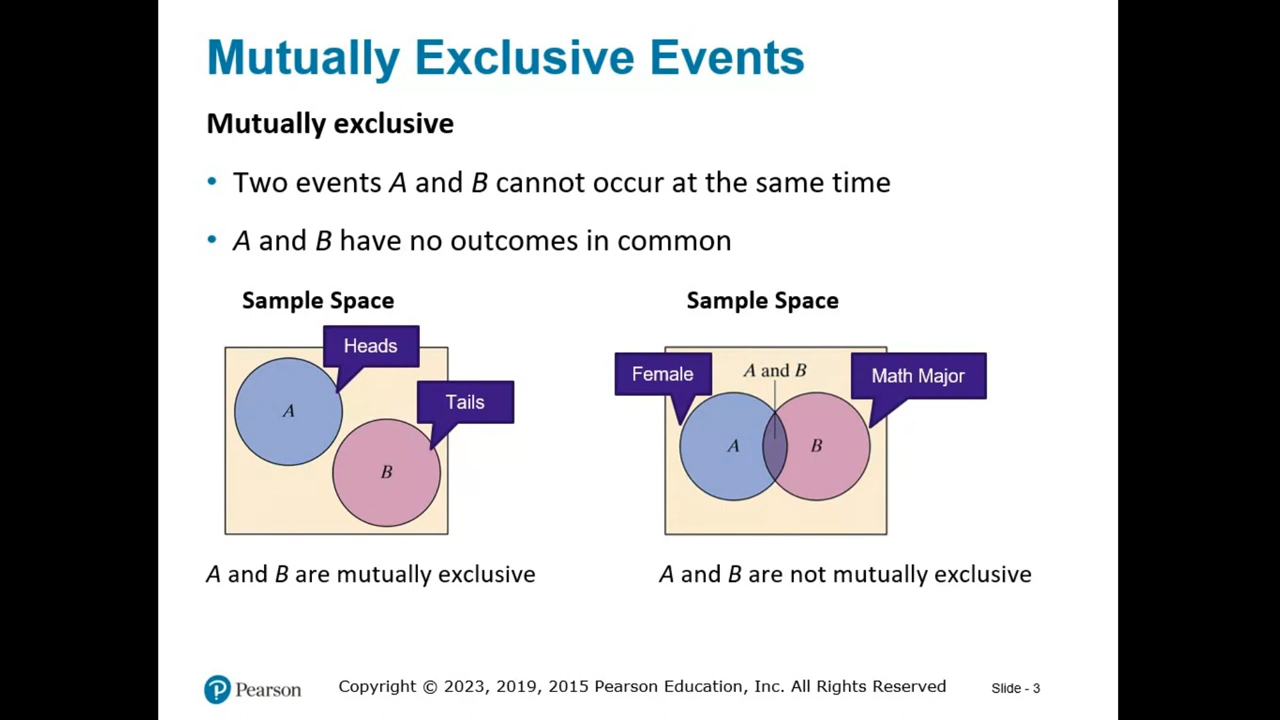 Mutually Exclusive Events
Mutually exclusive
• Two events A and B cannot occur at the same time
• A and B have no outcomes in common
Sample Space
Heads
Tails
A
B
A and B are mutually exclusive
Sample Space
Female
A and B
Math Major
A
B
A and B are not mutually exclusive
Pearson
Copyright © 2023, 2019, 2015 Pearson Education, Inc. All Rights Reserved
Slide - 3